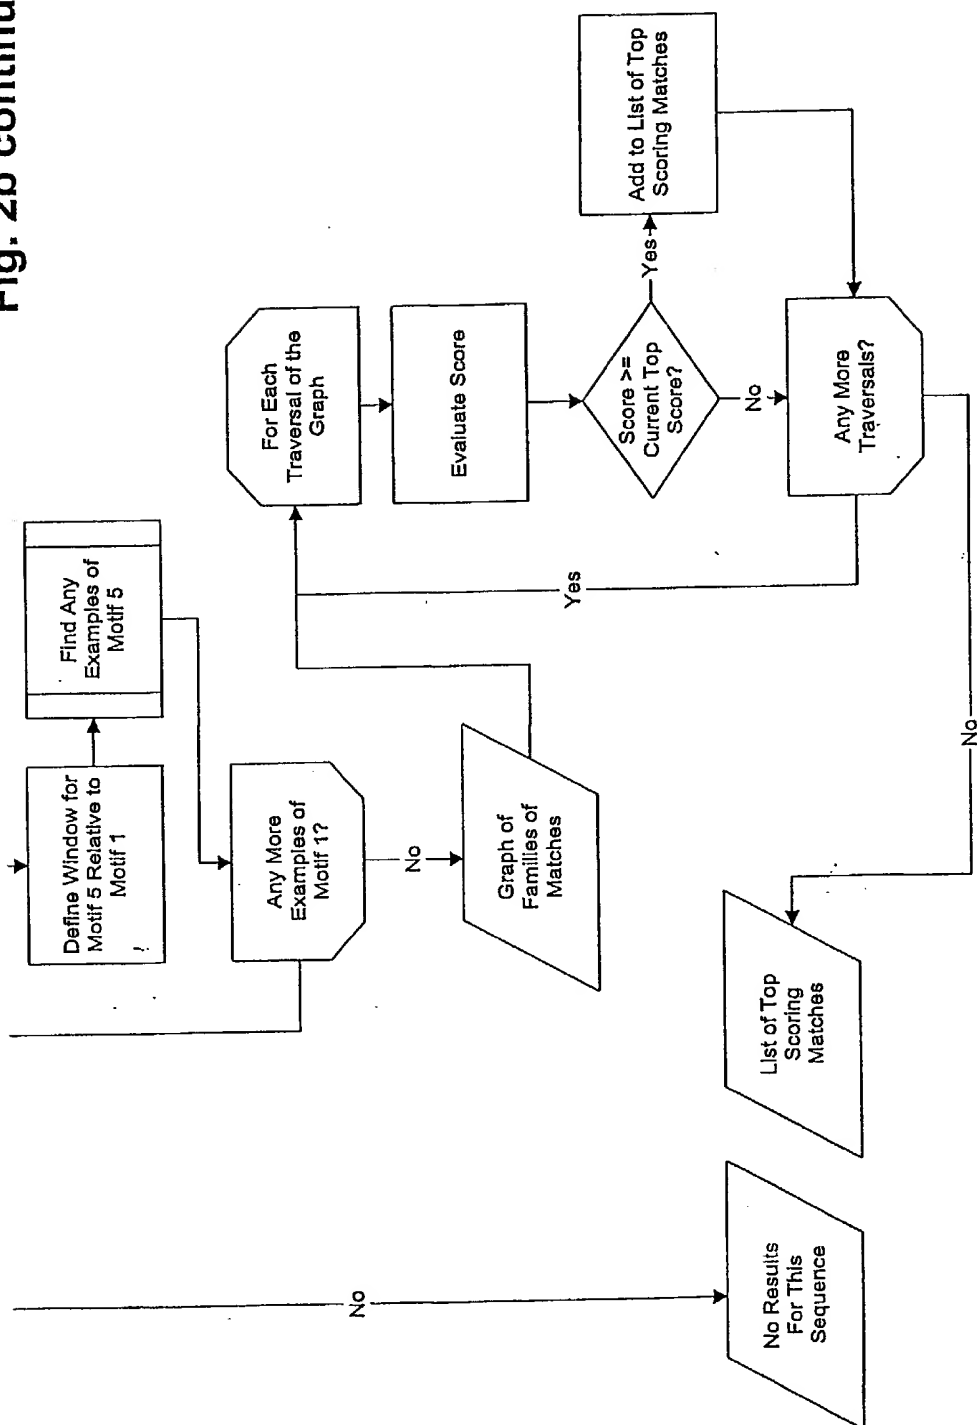 Fig. 2b continu
Define Window for
Motif 5 Relative to
Motif 1
Find Any
Examples of
Motif 5
Any More
Examples of
Motif 1?
No
Graph of
Families of
Matches
For Each
Traversal of the
Graph
Evaluate Score
Score >=
Current Top
Score?
Yes
Add to List of Top
Scoring Matches
No
Any More
Traversals?
Yes
No
List of Top
Scoring
Matches
No
No Results
For This
Sequence